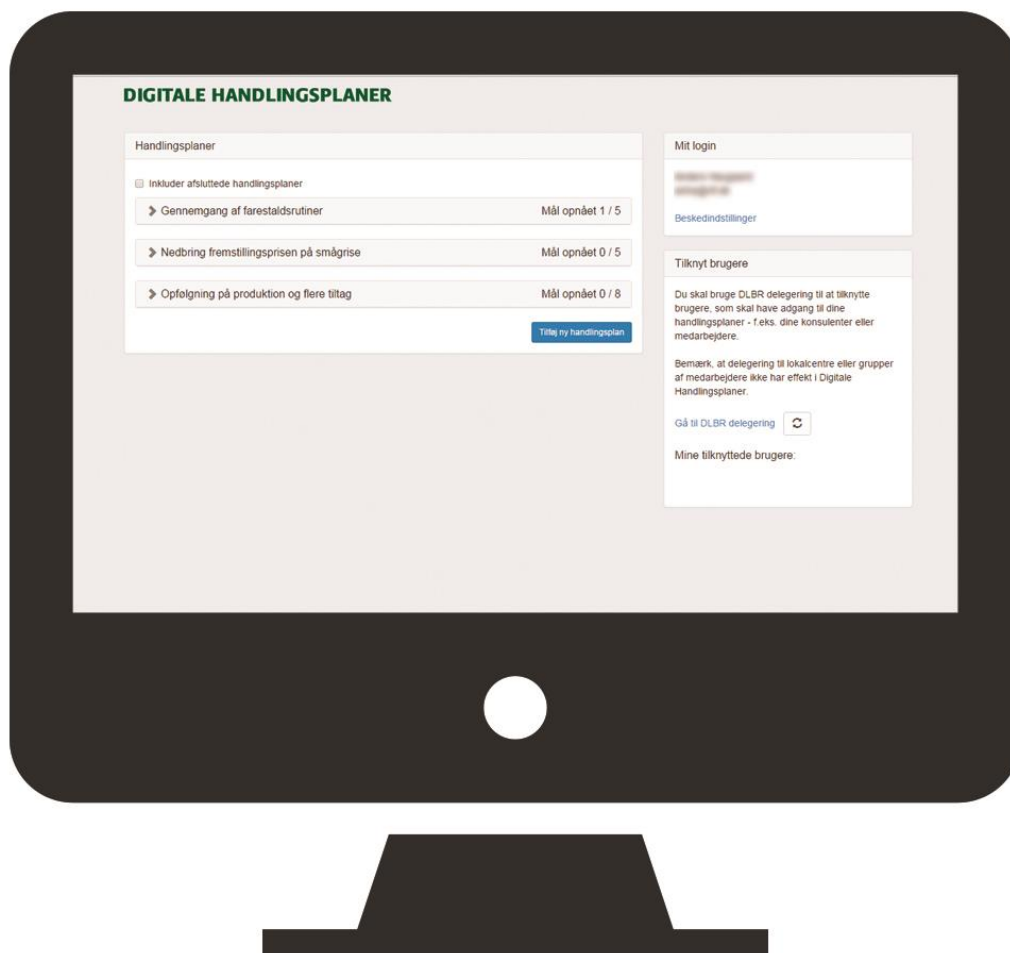 DIGITALE HANDLINGSPLANER
Handlingsplaner
Inkluder afsluttede handlingsplaner
Gennemgang af farestaldsrutiner Mål opnået 1 / 5
Nedbring fremstillingsprisen på smågrise Mål opnået 0 / 5
Opfølgning på produktion og flere tiltag Mål opnået 0 / 8
Tilføj ny handlingsplan
Mit login
Beskedindstillinger
Tilknyt brugere
Du skal bruge DLBR delegering til at tilknytte
brugere, som skal have adgang til dine
handlingsplaner - f.eks. dine konsulenter eller
medarbejdere.
Bemærk, at delegering til lokalcentre eller grupper
af medarbejdere ikke har effekt i Digitale
Handlingsplaner.
Gå til DLBR delegering
Mine tilknyttede brugere: